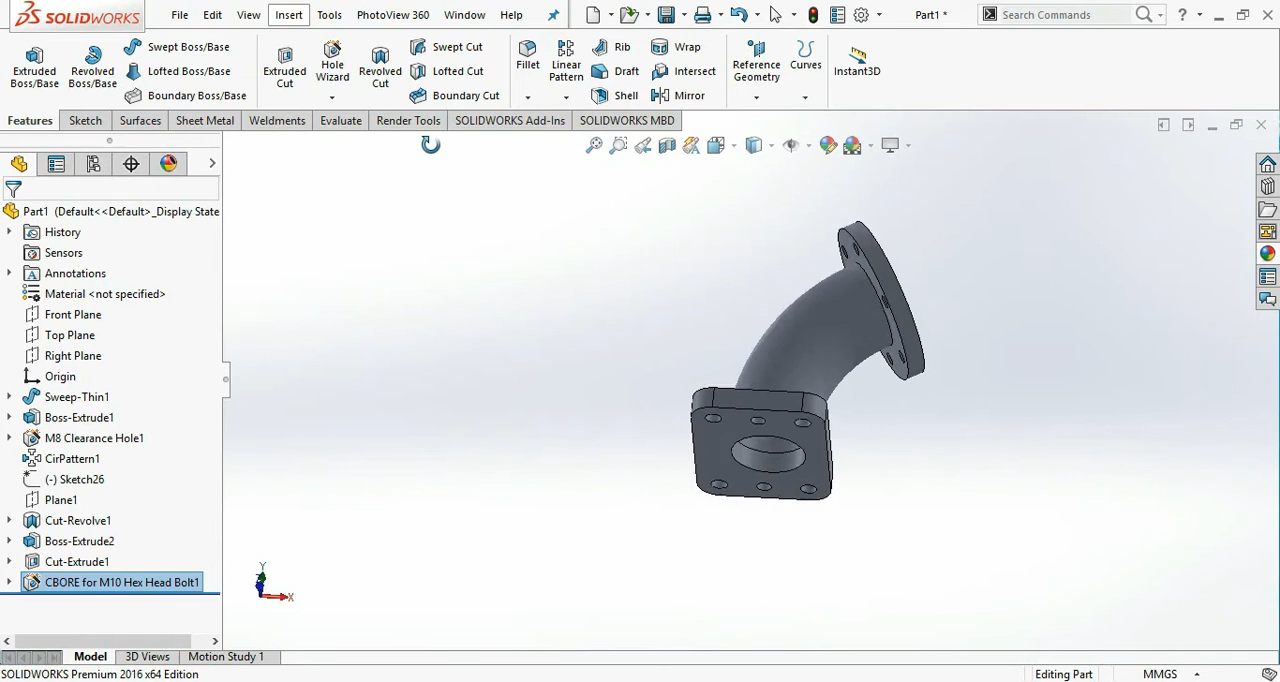 SOLIDWORKS File Edit View Insert Tools PhotoView 360 Window Help Part1 * Search Commands ?
Extruded Boss/Base
Revolved Boss/Base
Swept Boss/Base
Lofted Boss/Base
Boundary Boss/Base
Extruded Cut
Hole Wizard
Revolved Cut
Swept Cut
Lofted Cut
Boundary Cut
Fillet
Linear Pattern
Rib
Draft
Shell
Wrap
Intersect
Mirror
Reference Geometry
Curves
Instant3D
Features Sketch Surfaces Sheet Metal Weldments Evaluate Render Tools SOLIDWORKS Add-Ins SOLIDWORKS MBD
Part1 (Default<<Default>_Display State
History
Sensors
Annotations
Material <not specified>
Front Plane
Top Plane
Right Plane
Origin
Sweep-Thin1
Boss-Extrude1
M8 Clearance Hole1
CirPattern1
(-) Sketch26
Plane1
Cut-Revolve1
Boss-Extrude2
Cut-Extrude1
CBORE for M10 Hex Head Bolt1
Y
X
Model 3D Views Motion Study 1
SOLIDWORKS Premium 2016 x64 Edition Editing Part MMGS